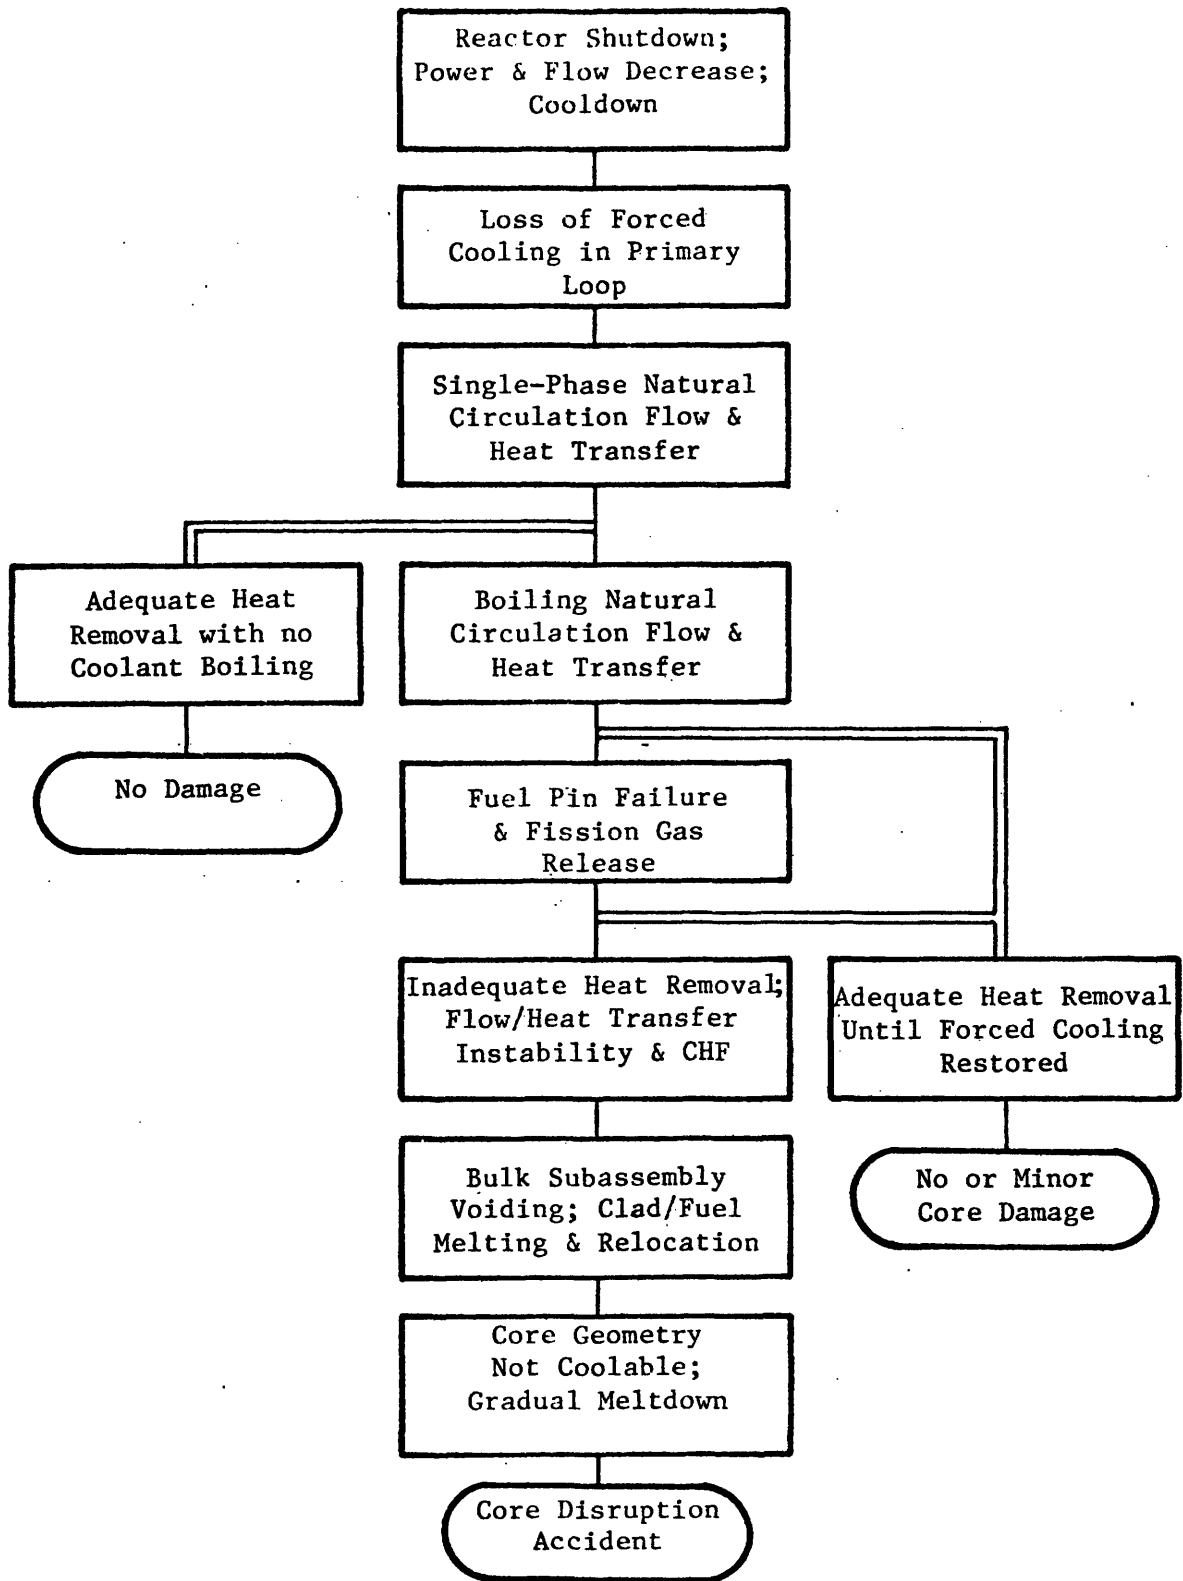 Reactor Shutdown;
Power & Flow Decrease;
Cooldown
Loss of Forced
Cooling in Primary
Loop
Single-Phase Natural
Circulation Flow &
Heat Transfer
Adequate Heat
Removal with no
Coolant Boiling
Boiling Natural
Circulation Flow &
Heat Transfer
No Damage
Fuel Pin Failure
& Fission Gas
Release
Inadequate Heat Removal;
Flow/Heat Transfer
Instability & CHF
Adequate Heat Removal
Until Forced Cooling
Restored
Bulk Subassembly
Voiding; Clad/Fuel
Melting & Relocation
No or Minor
Core Damage
Core Geometry
Not Coolable;
Gradual Meltdown
Core Disruption
Accident